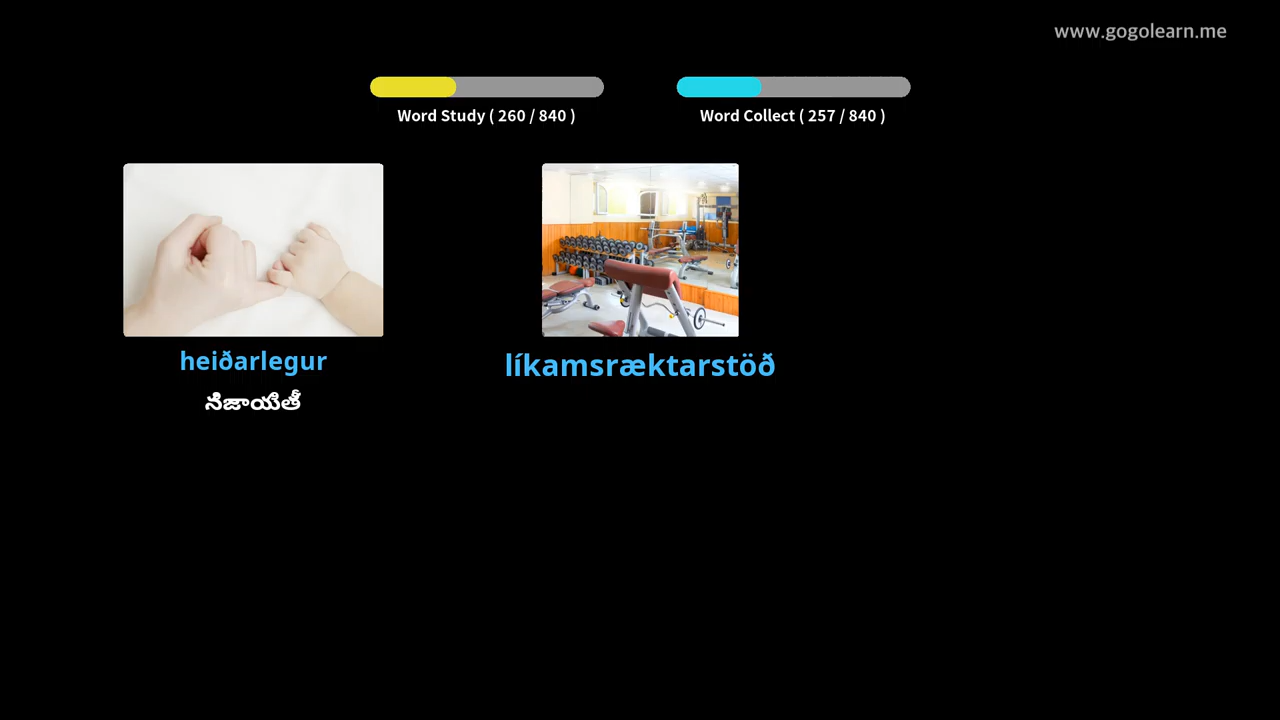 www.gogolearn.me
Word Study ( 260 / 840 )
Word Collect ( 257 / 840 )
heiðarlegur
నిజాయితీ
líkamsræktarstöð